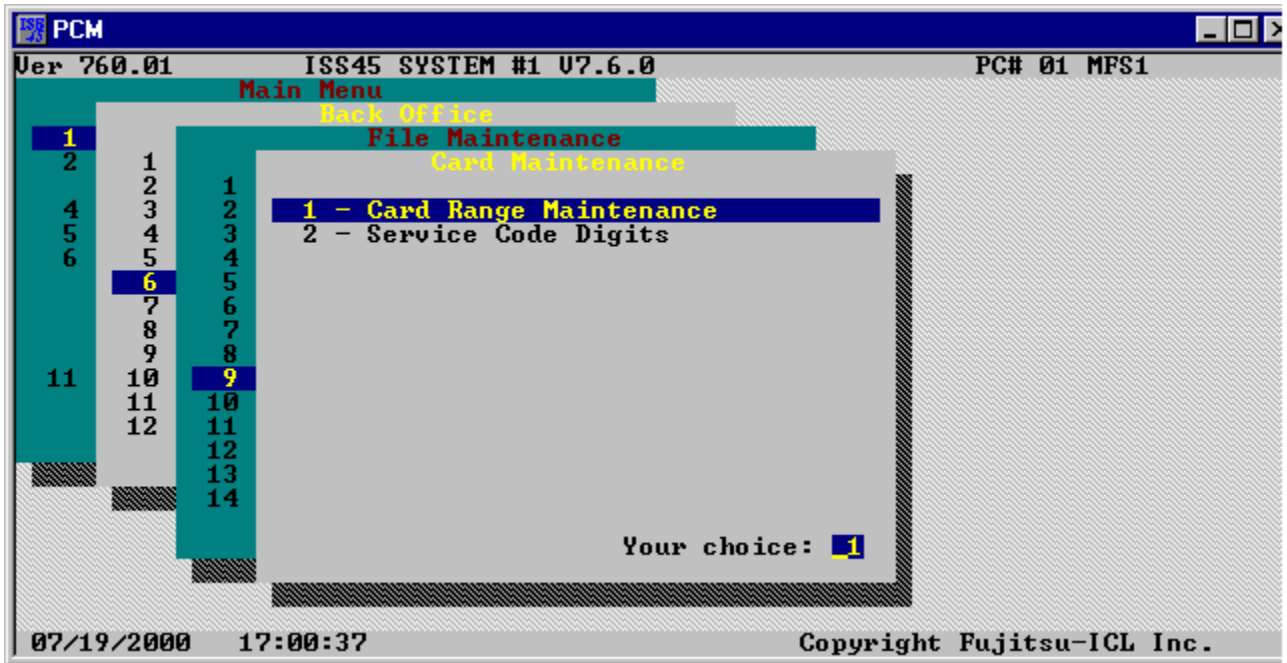 ISS 45 PCM
Ver 760.01 ISS45 SYSTEM #1 V7.6.0 PC# 01 MFS1
Main Menu
Back Office
1 File Maintenance
2 1 Card Maintenance
2 1
4 3 2 1 - Card Range Maintenance
5 4 3 2 - Service Code Digits
6 5 4
6 5
7 6
8 7
9 8
11 10 9
11 10
12 11
12
13
14
Your choice: 1
07/19/2000 17:00:37 Copyright Fujitsu-ICL Inc.